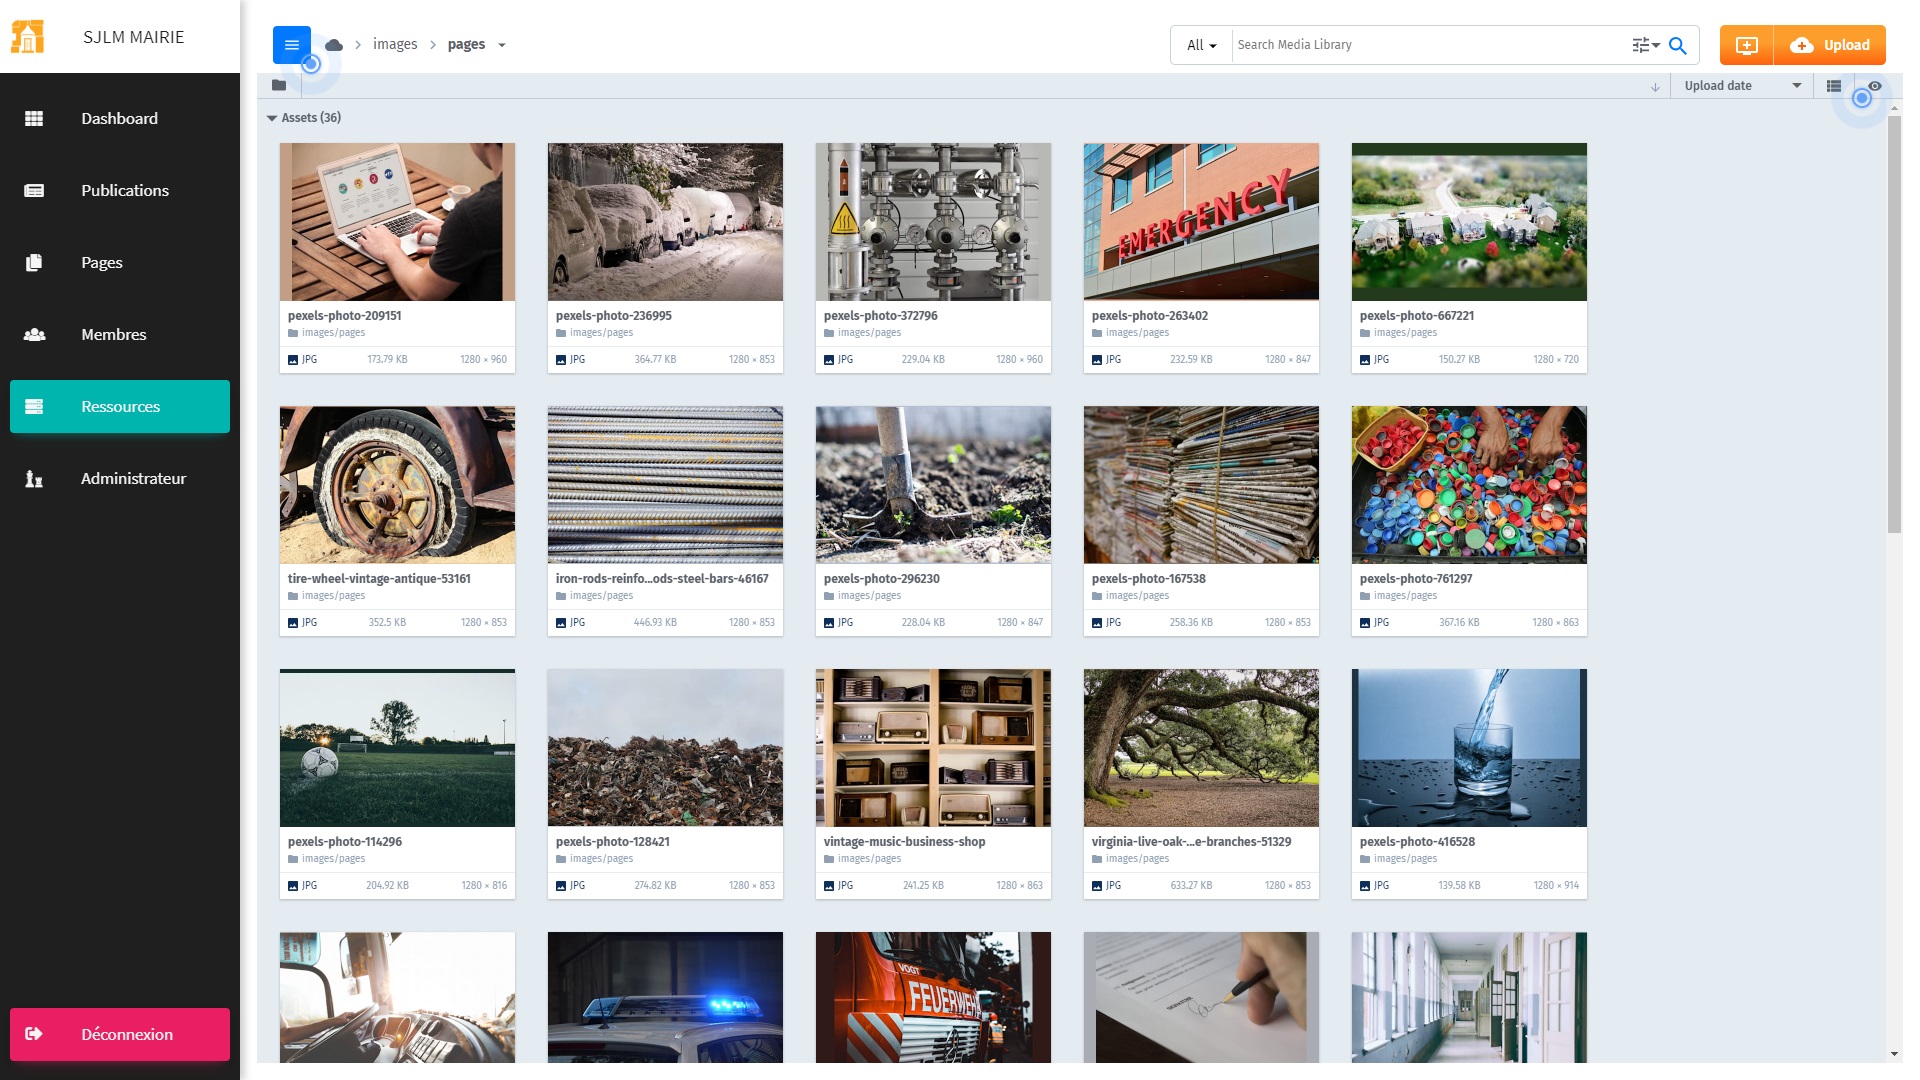 SJLM MAIRIE
images
pages
All
Search Media Library
Upload
Upload date
Dashboard
Publications
Pages
Membres
Ressources
Administrateur
Déconnexion
Assets (36)
EMERGENCY
pexels-photo-209151
images/pages
JPG 173.79 KB 1280 × 960
pexels-photo-236995
images/pages
JPG 364.77 KB 1280 × 853
pexels-photo-372796
images/pages
JPG 229.04 KB 1280 × 960
pexels-photo-263402
images/pages
JPG 232.59 KB 1280 × 847
pexels-photo-667221
images/pages
JPG 150.27 KB 1280 × 720
tire-wheel-vintage-antique-53161
images/pages
JPG 352.5 KB 1280 × 853
iron-rods-reinfo...ods-steel-bars-46167
images/pages
JPG 446.93 KB 1280 × 853
pexels-photo-296230
images/pages
JPG 228.04 KB 1280 × 847
pexels-photo-167538
images/pages
JPG 258.36 KB 1280 × 853
pexels-photo-761297
images/pages
JPG 367.16 KB 1280 × 863
pexels-photo-114296
images/pages
JPG 204.92 KB 1280 × 816
pexels-photo-128421
images/pages
JPG 274.82 KB 1280 × 853
vintage-music-business-shop
images/pages
JPG 241.25 KB 1280 × 863
virginia-live-oak-...e-branches-51329
images/pages
JPG 633.27 KB 1280 × 853
pexels-photo-416528
images/pages
JPG 139.58 KB 1280 × 914
VOGT
FEUERWEHR